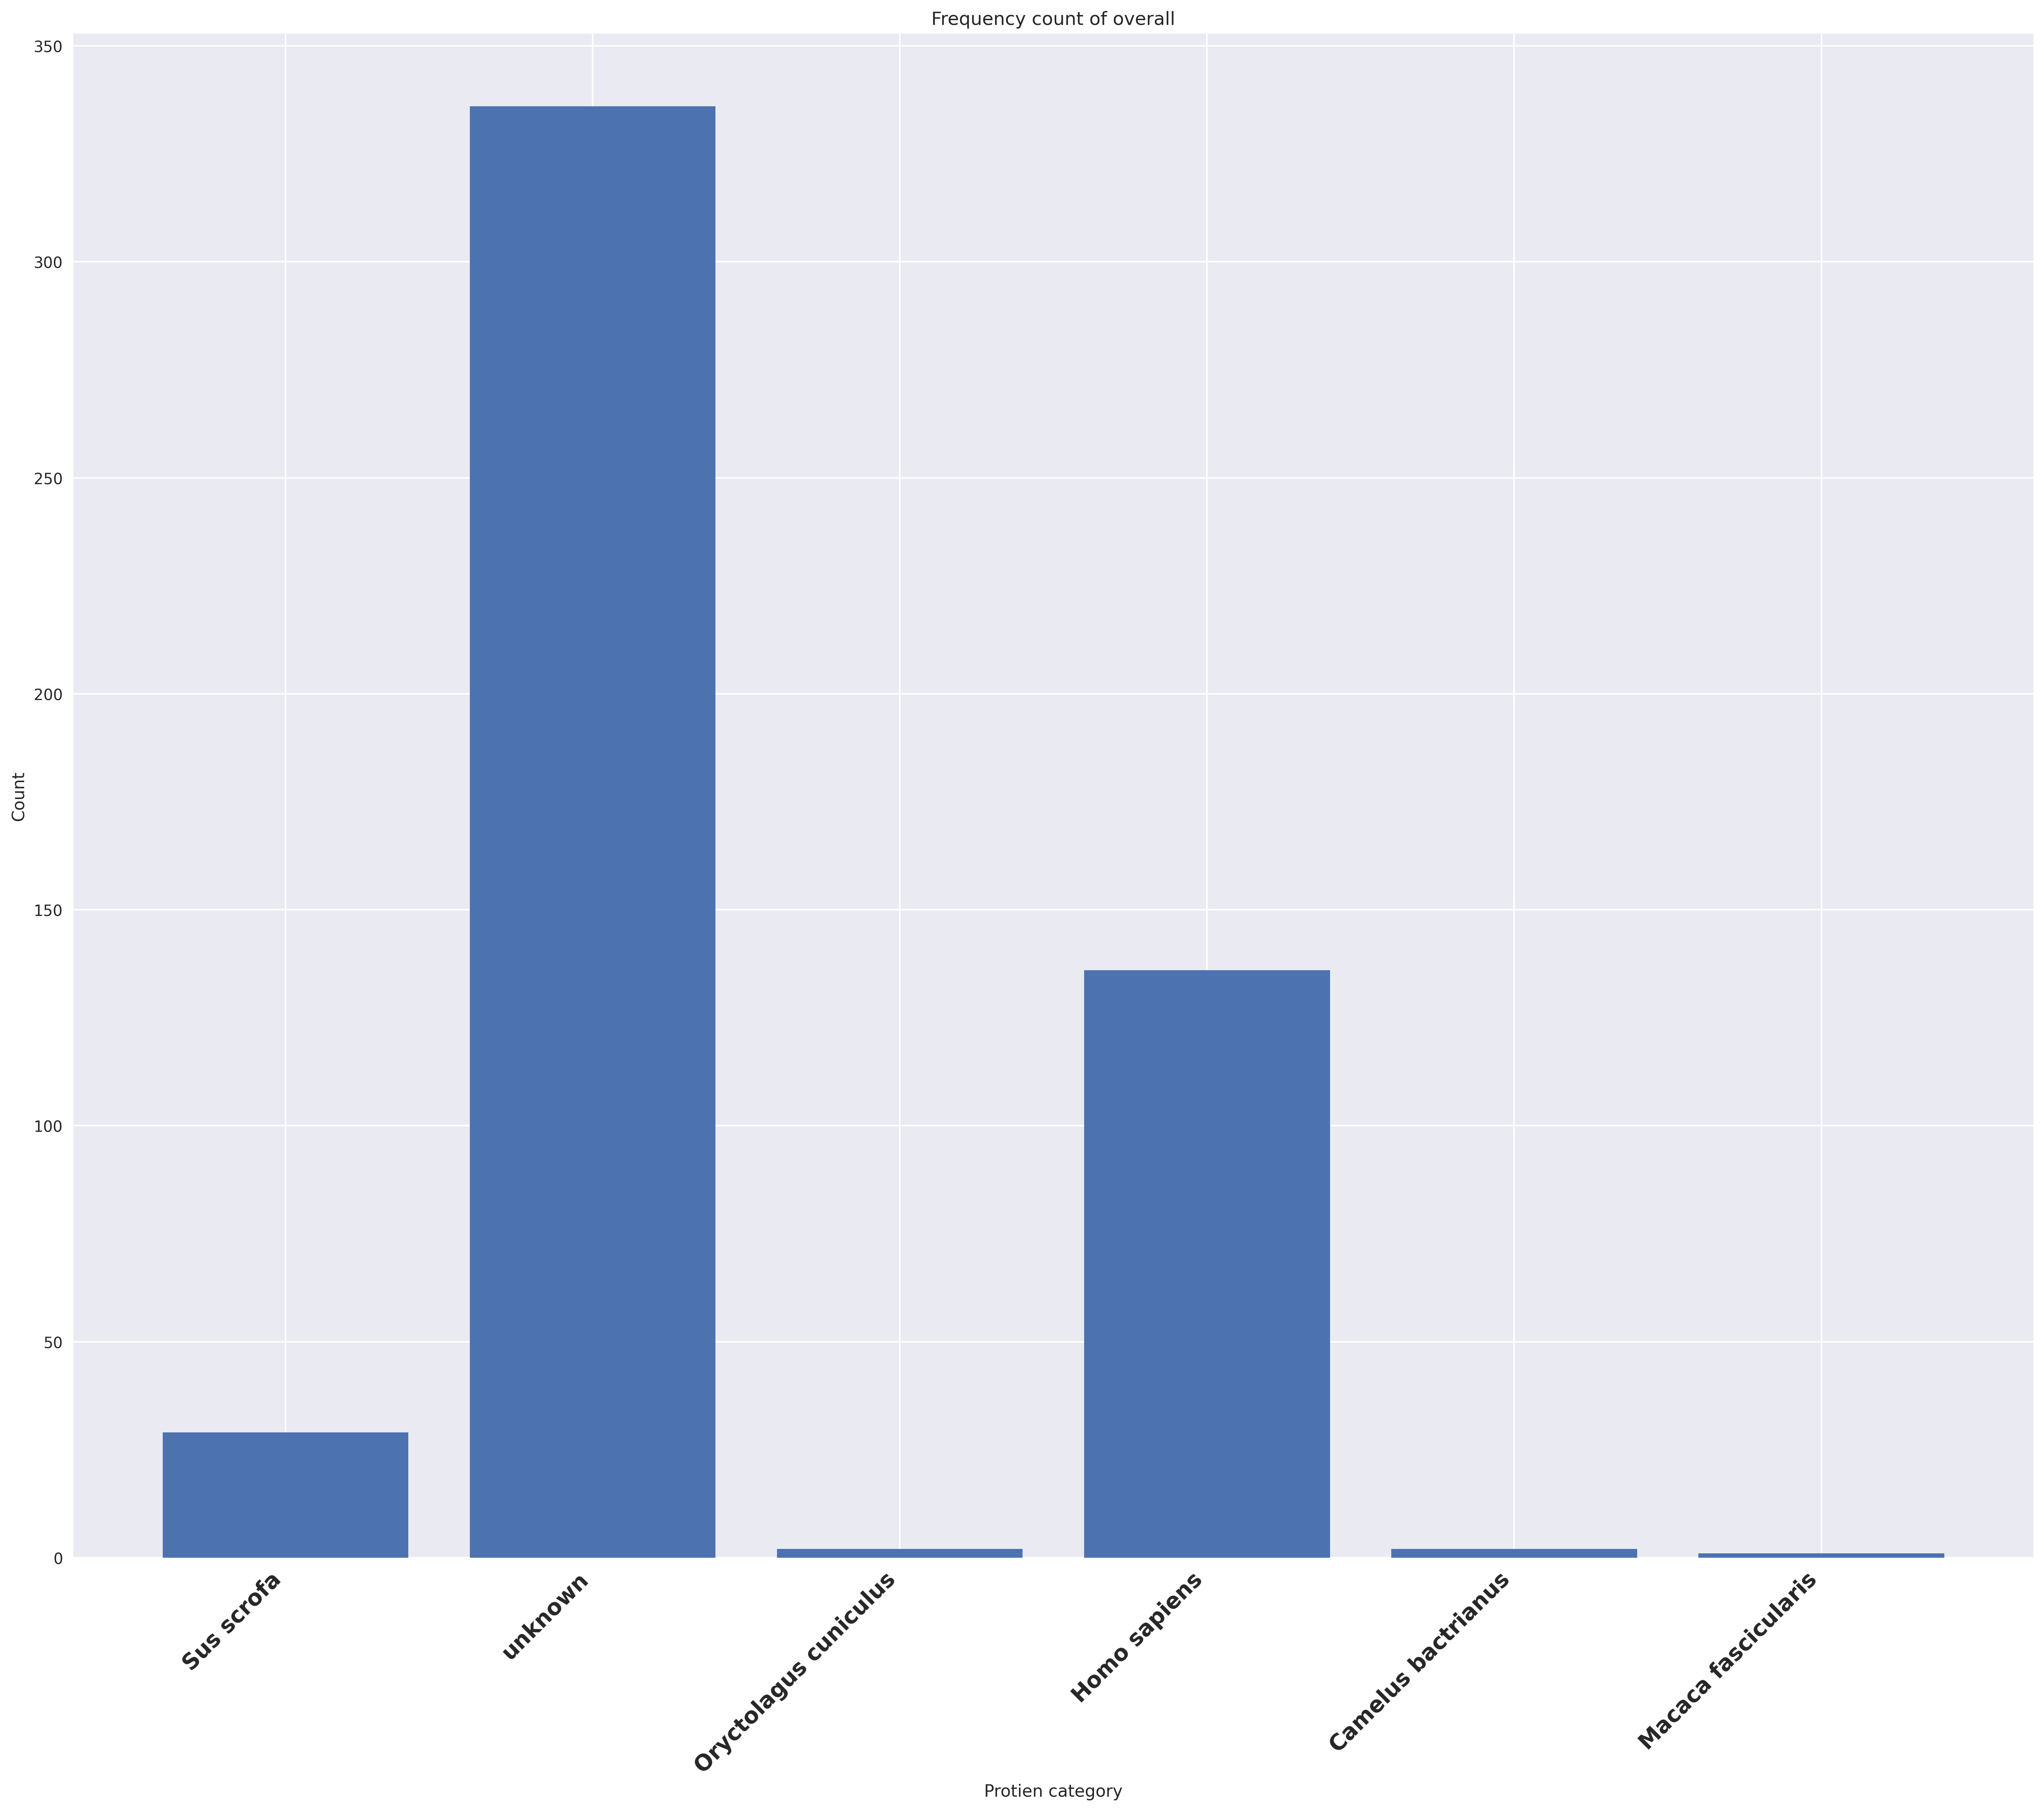 Frequency count of overall
350
300
250
200
150
100
50
0
Count
Sus scrofa
unknown
Oryctolagus cuniculus
Homo sapiens
Camelus bactrianus
Macaca fascicularis
Protien category